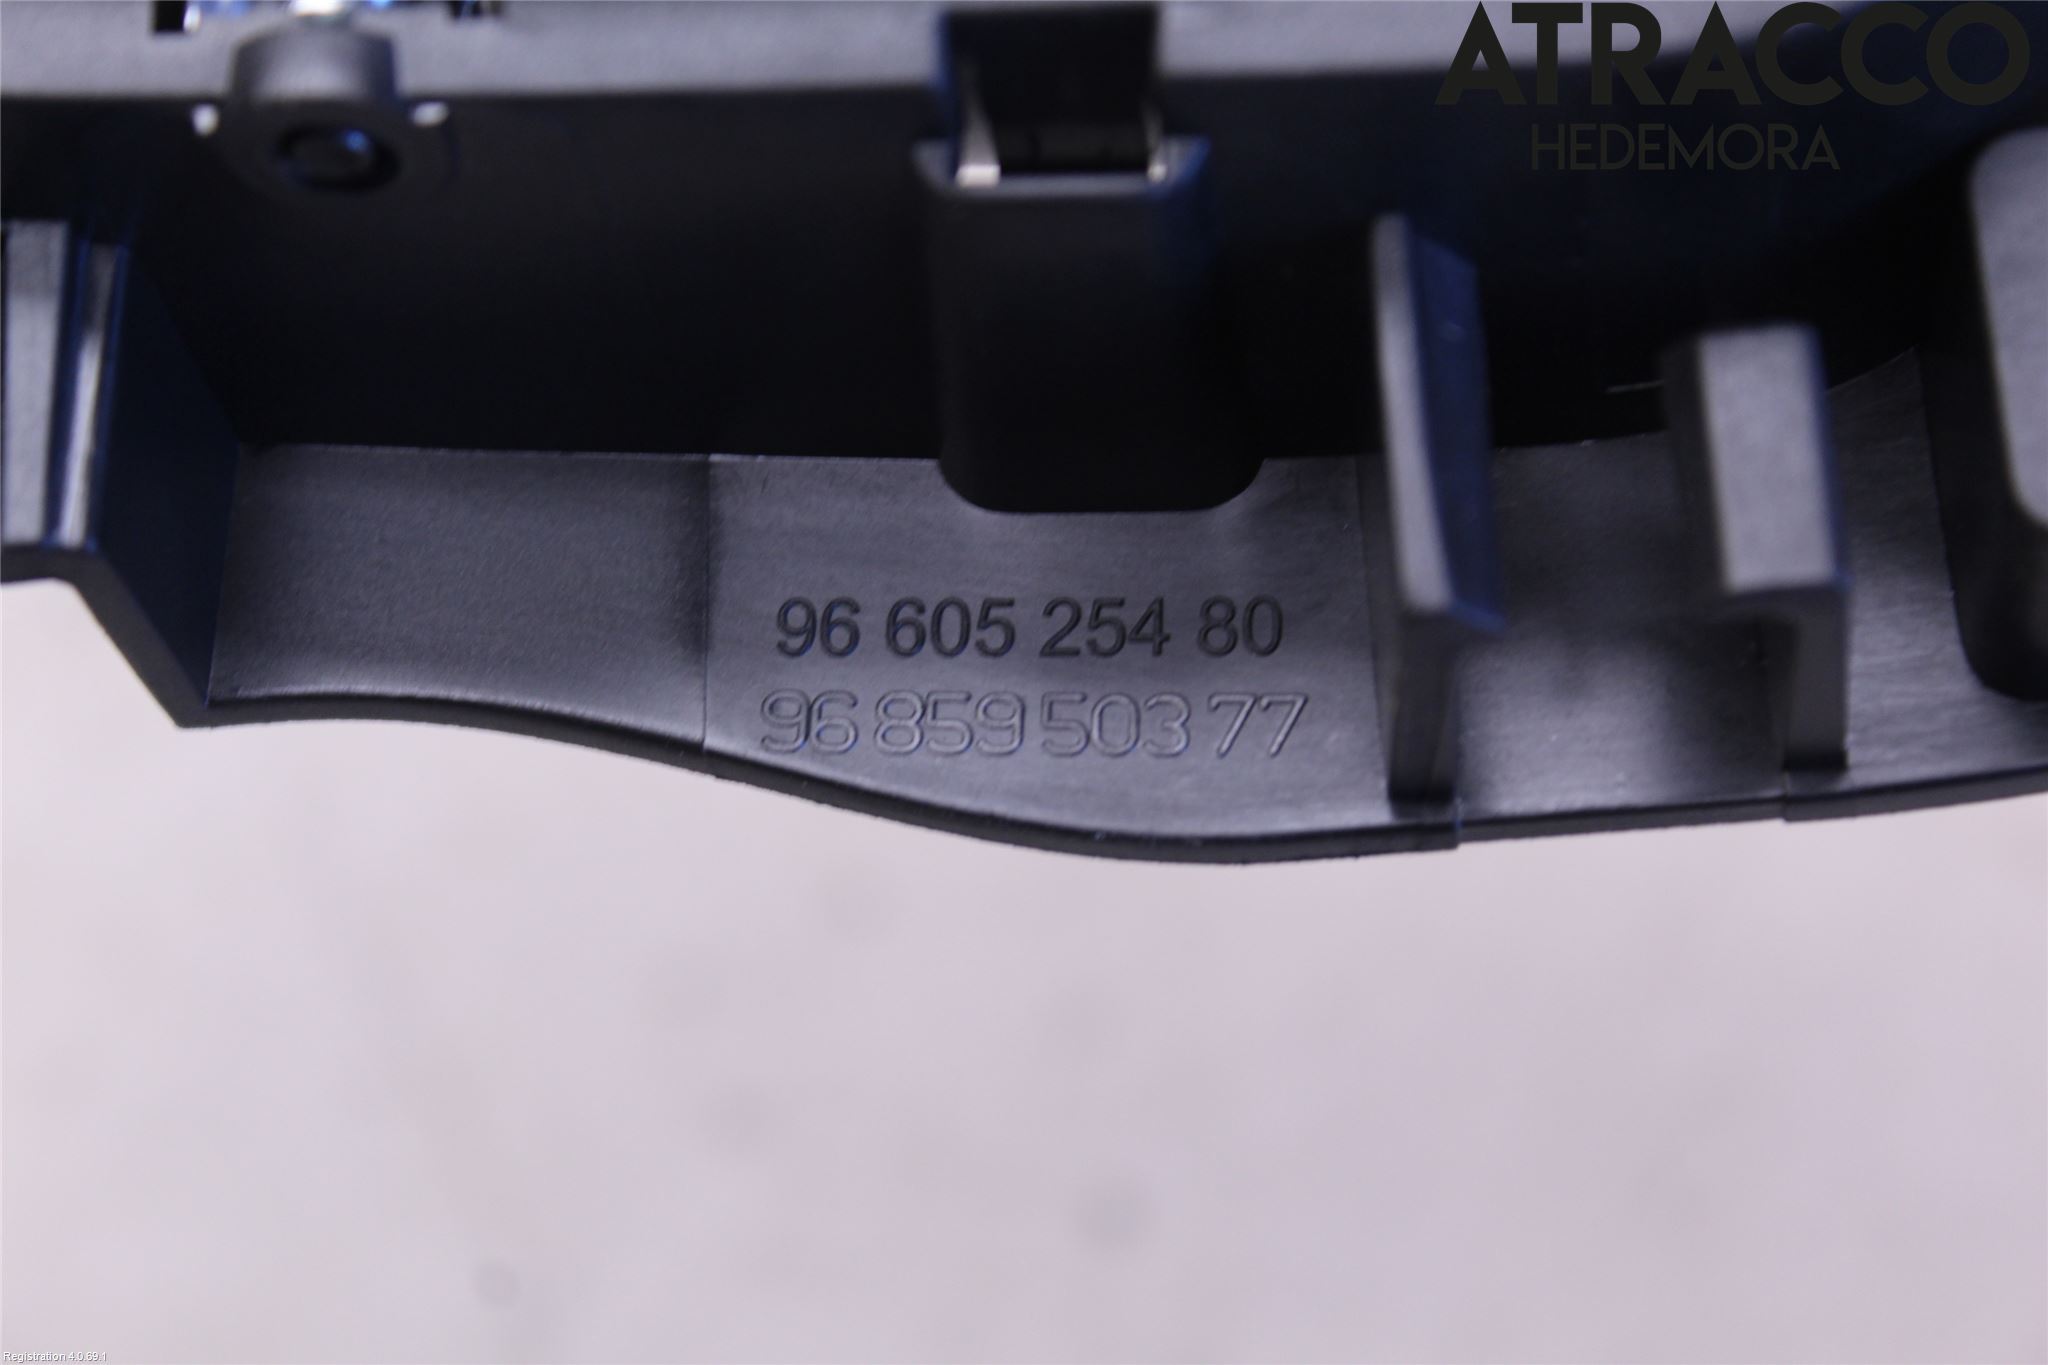 ATRACCO
HEDEMORA
96 605 254 80
96 859 503 77
Registration 4.0.69.1